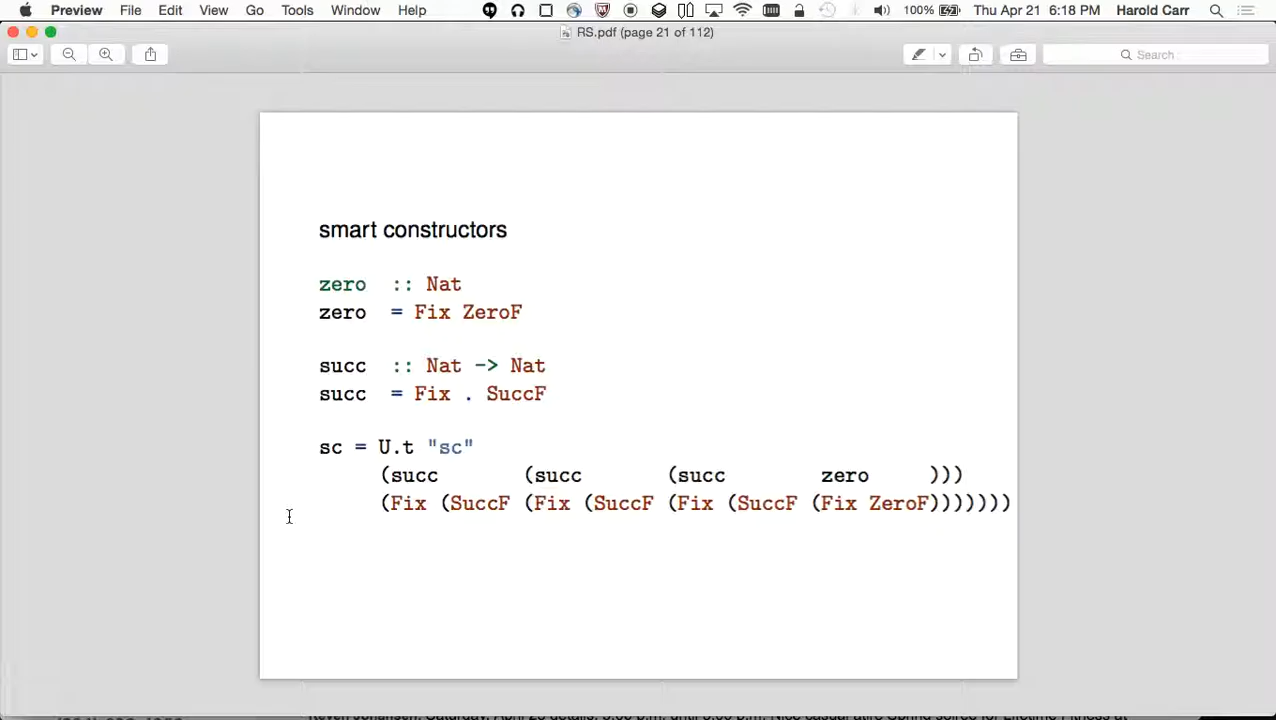 Preview File Edit View Go Tools Window Help 100% Thu Apr 21 6:18 PM Harold Carr
RS.pdf (page 21 of 112)
Search
smart constructors
zero :: Nat
zero = Fix ZeroF
succ :: Nat -> Nat
succ = Fix . SuccF
sc = U.t "sc"
(succ (succ (succ zero )))
(Fix (SuccF (Fix (SuccF (Fix (SuccF (Fix ZeroF)))))))